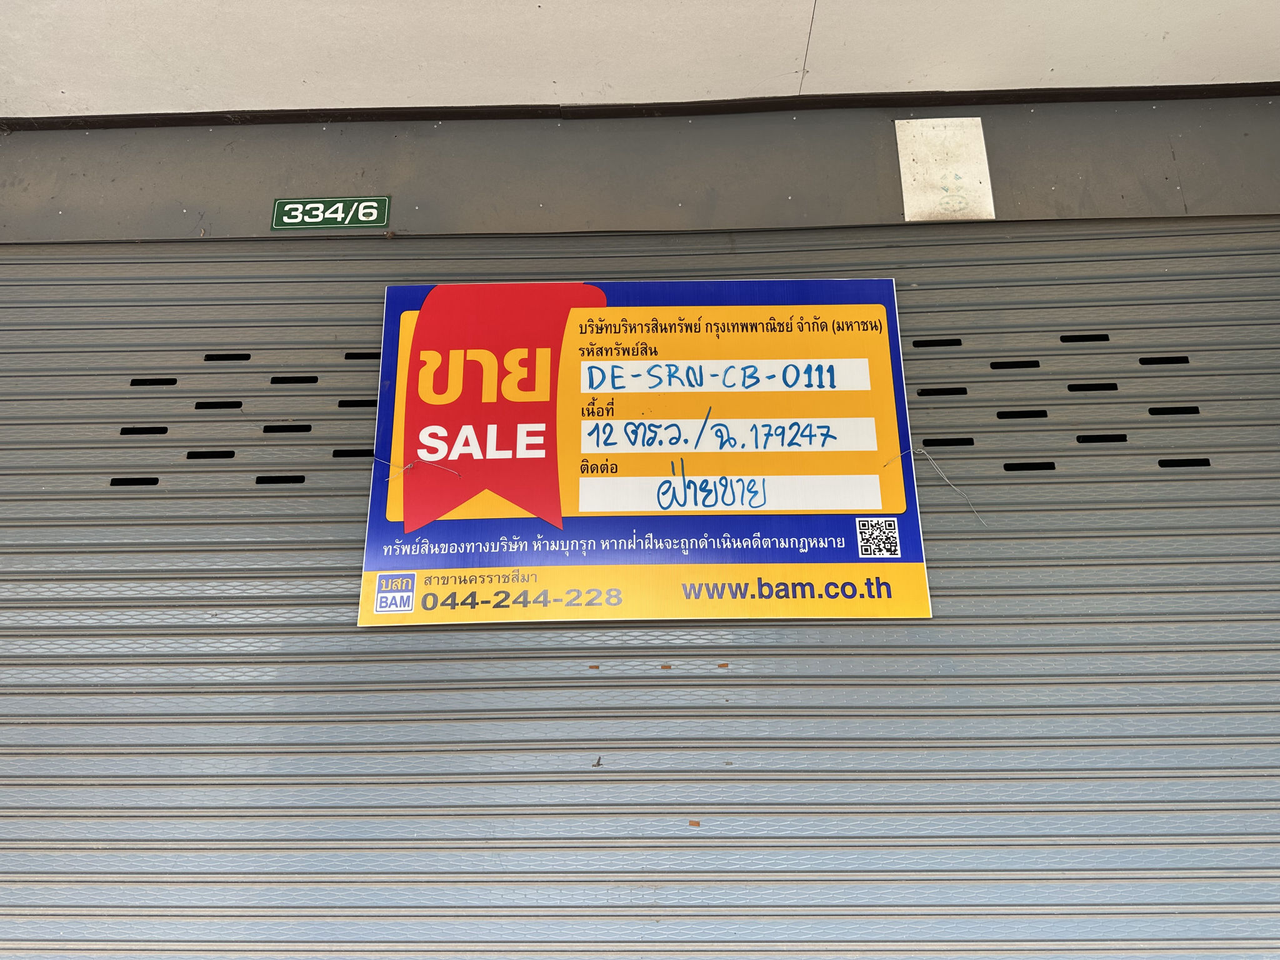 334/6
ขาย
SALE
บริษัทบริหารสินทรัพย์ กรุงเทพพาณิชย์ จำกัด (มหาชน)
รหัสทรัพย์สิน
DE-SRN-CB-0111
เนื้อที่
12 ตร.ว./ฉ.179247
ติดต่อ
ฝ่ายขาย
ทรัพย์สินของทางบริษัท ห้ามบุกรุก หากฝ่าฝืนจะถูกดำเนินคดีตามกฎหมาย
บสก
BAM
สาขานครราชสีมา
044-244-228
www.bam.co.th